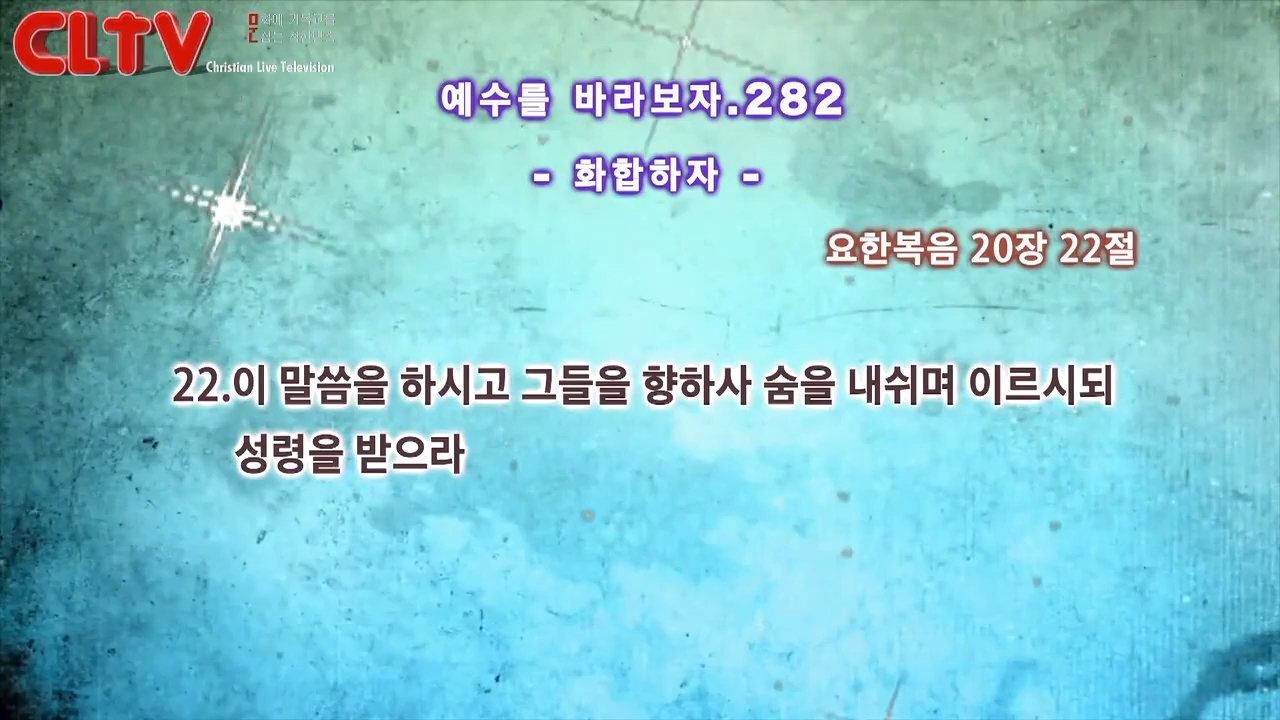 CLTV
Christian Live Television
예수를 바라보자.282
- 화합하자 -
요한복음 20장 22절
22.이 말씀을 하시고 그들을 향하사 숨을 내쉬며 이르시되
성령을 받으라